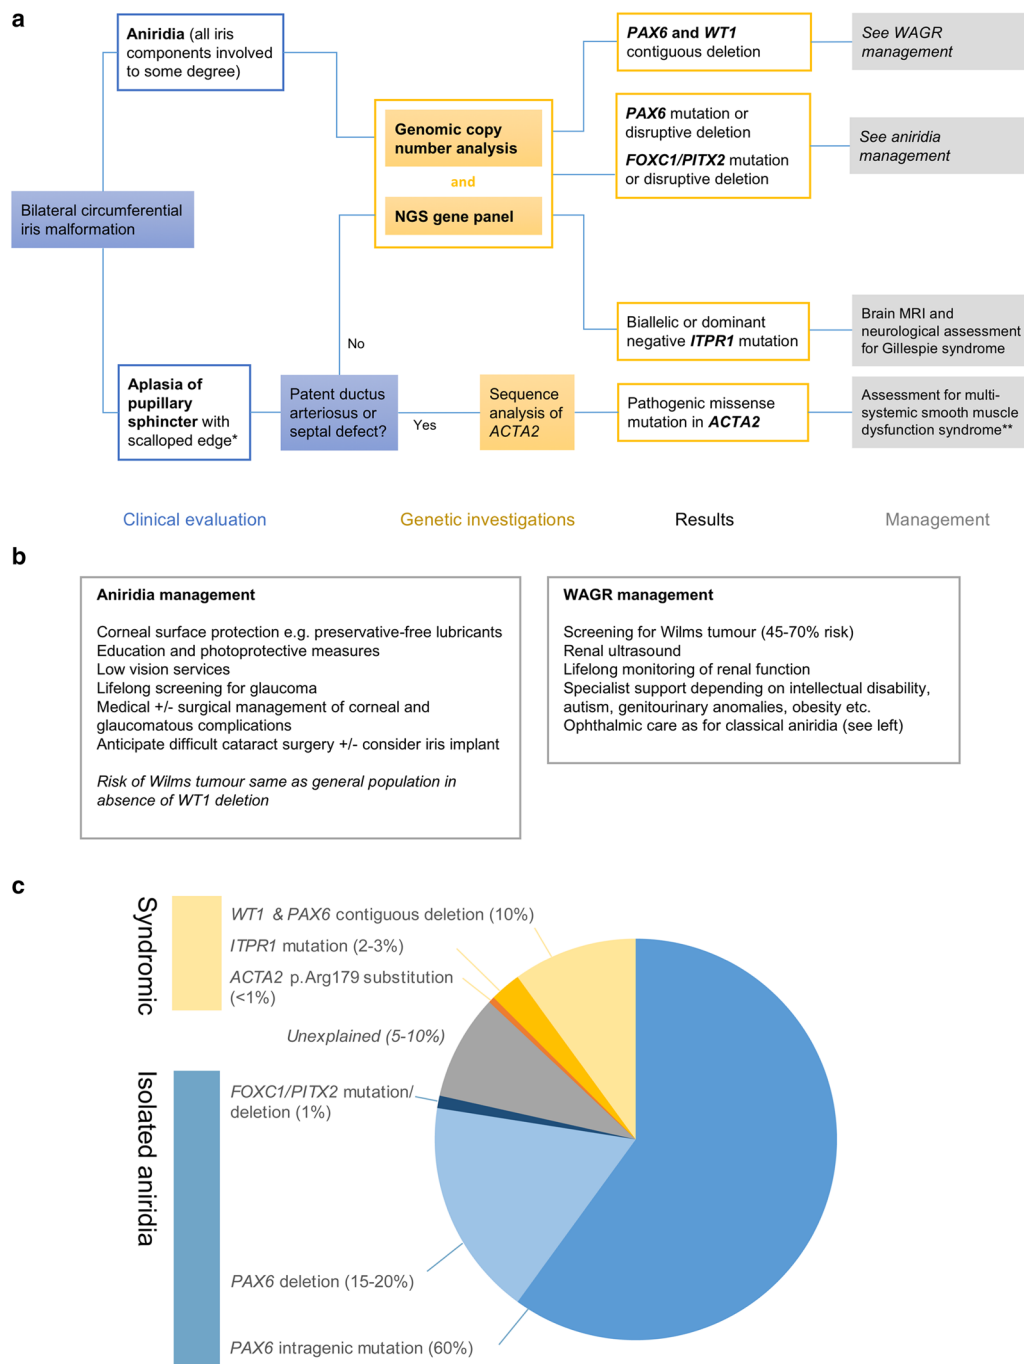 a
Aniridia (all iris
components involved
to some degree)
Bilateral circumferential
iris malformation
Aplasia of
pupillary
sphincter with
scalloped edge*
Patent ductus
arteriosus or
septal defect?
No
Yes
Genomic copy
number analysis
and
NGS gene panel
Sequence
analysis of
ACTA2
PAX6 and WT1
contiguous deletion
PAX6 mutation or
disruptive deletion
FOXC1/PITX2 mutation
or disruptive deletion
Biallelic or dominant
negative ITPR1 mutation
Pathogenic missense
mutation in ACTA2
See WAGR
management
See aniridia
management
Brain MRI and
neurological assessment
for Gillespie syndrome
Assessment for multi-
systemic smooth muscle
dysfunction syndrome**
Clinical evaluation
Genetic investigations
Results
Management
b
Aniridia management
Corneal surface protection e.g. preservative-free lubricants
Education and photoprotective measures
Low vision services
Lifelong screening for glaucoma
Medical +/- surgical management of corneal and
glaucomatous complications
Anticipate difficult cataract surgery +/- consider iris implant
Risk of Wilms tumour same as general population in
absence of WT1 deletion
WAGR management
Screening for Wilms tumour (45-70% risk)
Renal ultrasound
Lifelong monitoring of renal function
Specialist support depending on intellectual disability,
autism, genitourinary anomalies, obesity etc.
Ophthalmic care as for classical aniridia (see left)
c
Syndromic
WT1 & PAX6 contiguous deletion (10%)
ITPR1 mutation (2-3%)
ACTA2 p.Arg179 substitution
(<1%)
Unexplained (5-10%)
Isolated aniridia
FOXC1/PITX2 mutation/
deletion (1%)
PAX6 deletion (15-20%)
PAX6 intragenic mutation (60%)